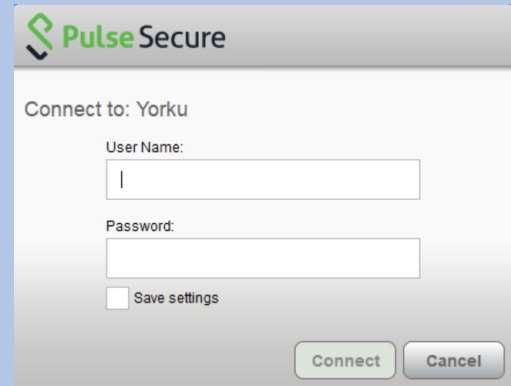 Pulse Secure
Connect to: Yorku
User Name:
Password:
Save settings
Connect Cancel